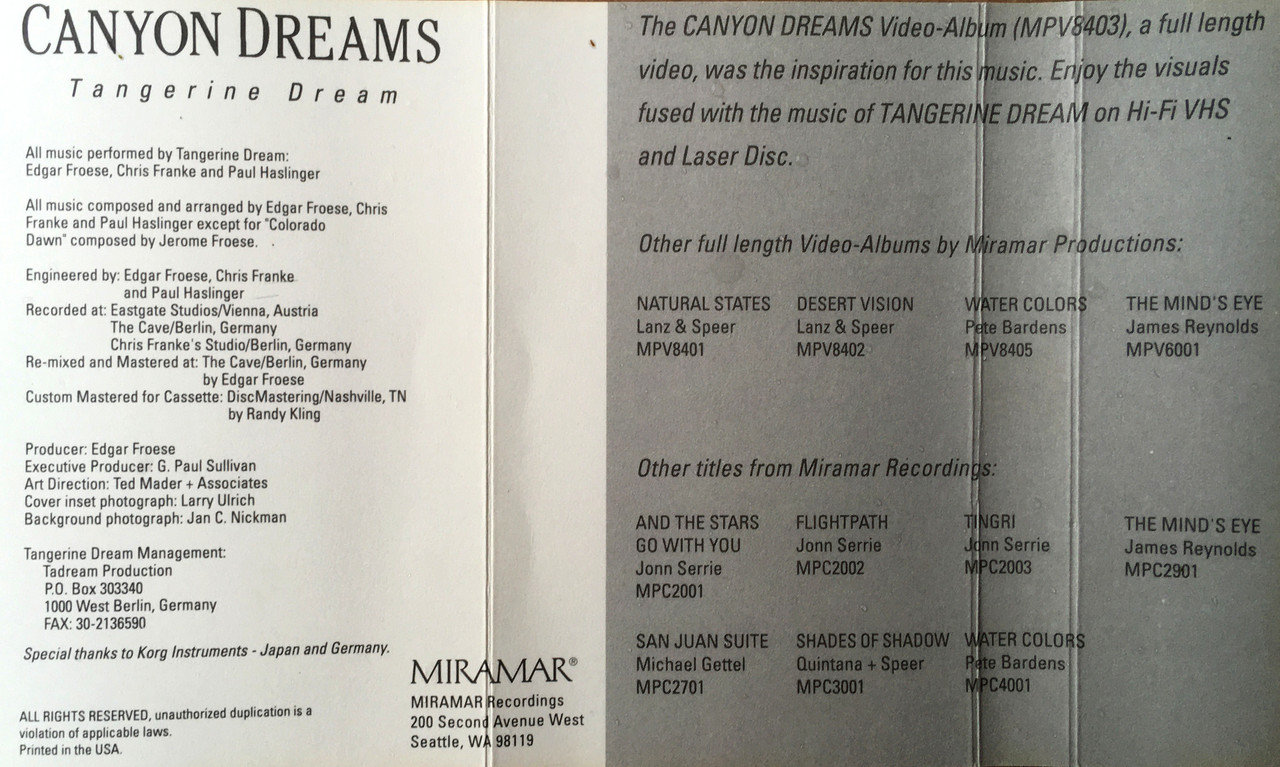 CANYON DREAMS
Tangerine Dream
All music performed by Tangerine Dream:
Edgar Froese, Chris Franke and Paul Haslinger
All music composed and arranged by Edgar Froese, Chris
Franke and Paul Haslinger except for "Colorado
Dawn" composed by Jerome Froese.
Engineered by: Edgar Froese, Chris Franke
and Paul Haslinger
Recorded at: Eastgate Studios/Vienna, Austria
The Cave/Berlin, Germany
Chris Franke's Studio/Berlin, Germany
Re-mixed and Mastered at: The Cave/Berlin, Germany
by Edgar Froese
Custom Mastered for Cassette: DiscMastering/Nashville, TN
by Randy Kling
Producer: Edgar Froese
Executive Producer: G. Paul Sullivan
Art Direction: Ted Mader + Associates
Cover inset photograph: Larry Ulrich
Background photograph: Jan C. Nickman
Tangerine Dream Management:
Tadream Production
P.O. Box 303340
1000 West Berlin, Germany
FAX: 30-2136590
Special thanks to Korg Instruments - Japan and Germany.
ALL RIGHTS RESERVED, unauthorized duplication is a
violation of applicable laws.
Printed in the USA.
MIRAMAR®
MIRAMAR Recordings
200 Second Avenue West
Seattle, WA 98119
The CANYON DREAMS Video-Album (MPV8403), a full length
video, was the inspiration for this music. Enjoy the visuals
fused with the music of TANGERINE DREAM on Hi-Fi VHS
and Laser Disc.
Other full length Video-Albums by Miramar Productions:
NATURAL STATES
Lanz & Speer
MPV8401
DESERT VISION
Lanz & Speer
MPV8402
WATER COLORS
Pete Bardens
MPV8405
THE MIND'S EYE
James Reynolds
MPV6001
Other titles from Miramar Recordings:
AND THE STARS
GO WITH YOU
Jonn Serrie
MPC2001
FLIGHTPATH
Jonn Serrie
MPC2002
TINGRI
Jonn Serrie
MPC2003
THE MIND'S EYE
James Reynolds
MPC2901
SAN JUAN SUITE
Michael Gettel
MPC2701
SHADES OF SHADOW
Quintana + Speer
MPC3001
WATER COLORS
Pete Bardens
MPC4001